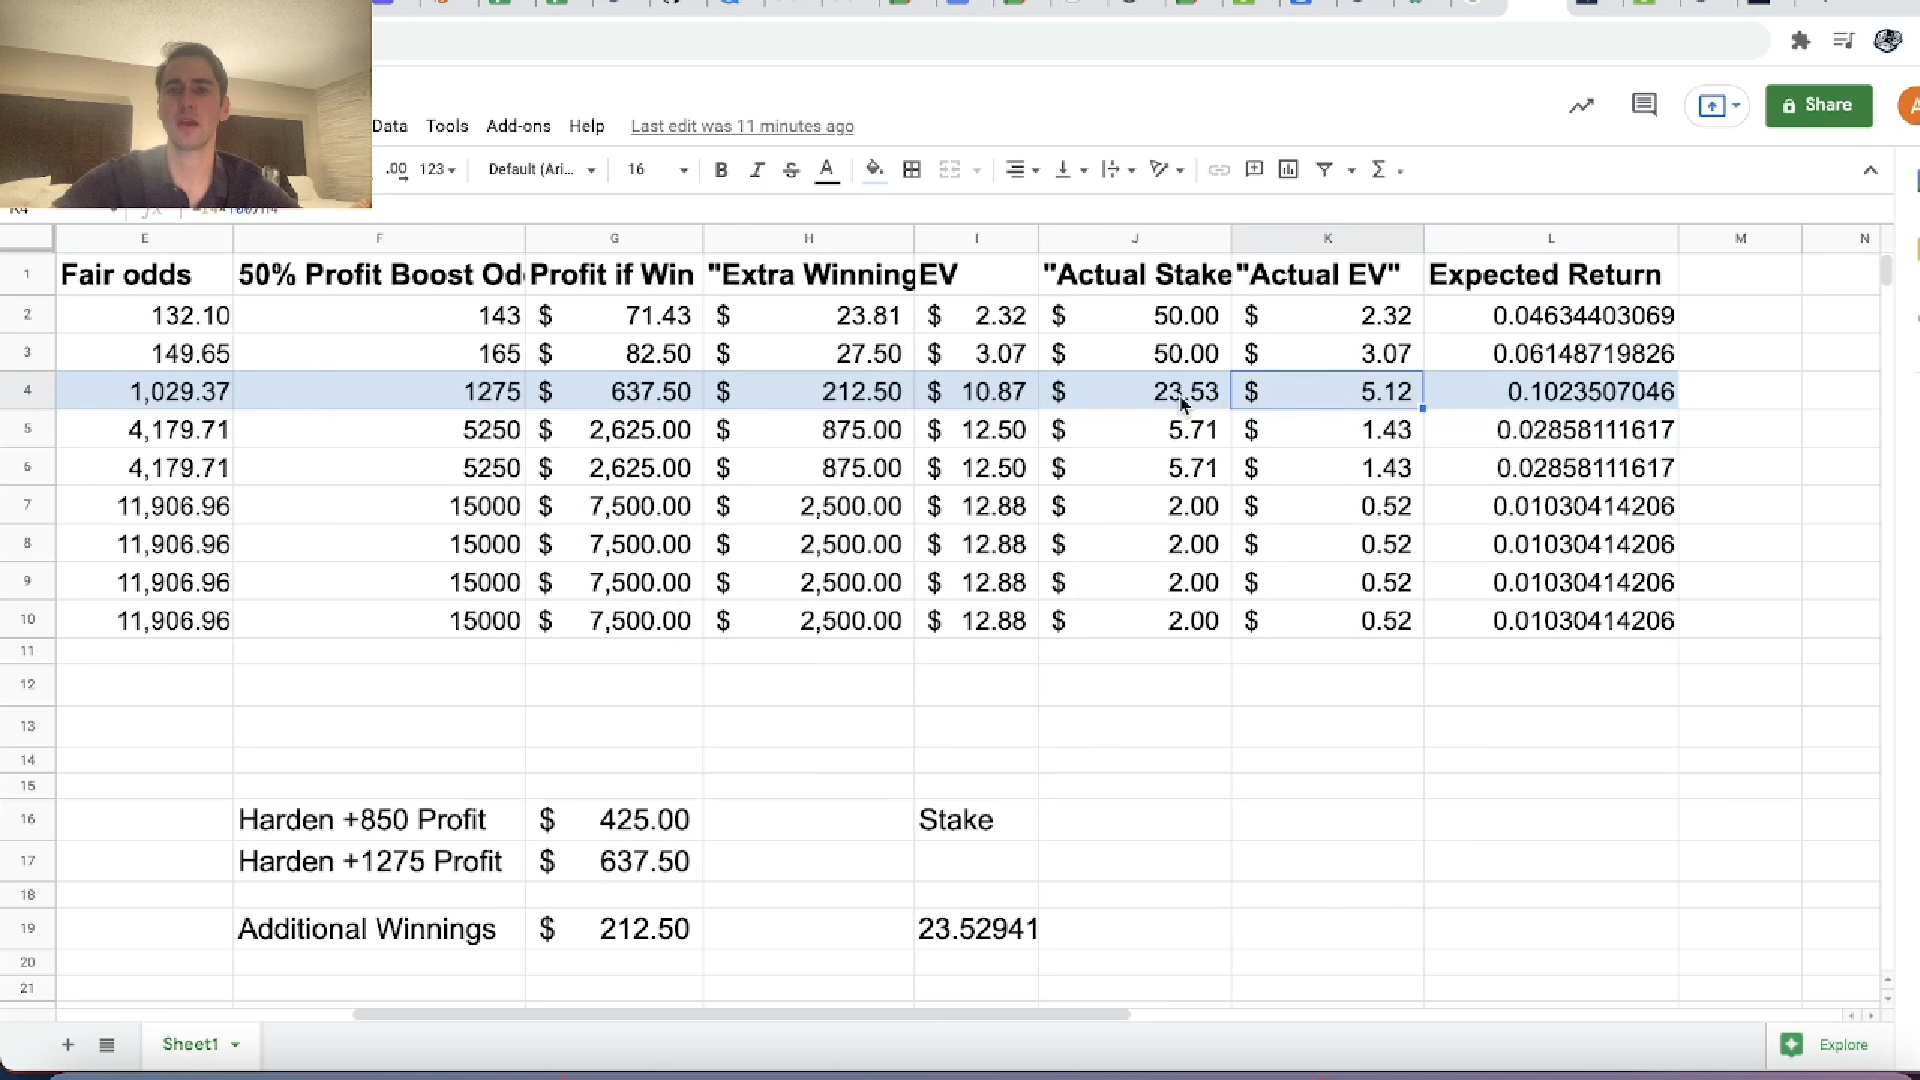 Data Tools Add-ons Help Last edit was 11 minutes ago
Share
.00 123 Default (Ari... 16 B I S A
E F G H I J K L M N
1 Fair odds 50% Profit Boost Od Profit if Win "Extra Winning EV "Actual Stake "Actual EV" Expected Return
2 132.10 143 $ 71.43 $ 23.81 $ 2.32 $ 50.00 $ 2.32 0.04634403069
3 149.65 165 $ 82.50 $ 27.50 $ 3.07 $ 50.00 $ 3.07 0.06148719826
4 1,029.37 1275 $ 637.50 $ 212.50 $ 10.87 $ 23.53 $ 5.12 0.1023507046
5 4,179.71 5250 $ 2,625.00 $ 875.00 $ 12.50 $ 5.71 $ 1.43 0.02858111617
6 4,179.71 5250 $ 2,625.00 $ 875.00 $ 12.50 $ 5.71 $ 1.43 0.02858111617
7 11,906.96 15000 $ 7,500.00 $ 2,500.00 $ 12.88 $ 2.00 $ 0.52 0.01030414206
8 11,906.96 15000 $ 7,500.00 $ 2,500.00 $ 12.88 $ 2.00 $ 0.52 0.01030414206
9 11,906.96 15000 $ 7,500.00 $ 2,500.00 $ 12.88 $ 2.00 $ 0.52 0.01030414206
10 11,906.96 15000 $ 7,500.00 $ 2,500.00 $ 12.88 $ 2.00 $ 0.52 0.01030414206
11
12
13
14
15
16 Harden +850 Profit $ 425.00 Stake
17 Harden +1275 Profit $ 637.50
18
19 Additional Winnings $ 212.50 23.52941
20
21
+ Sheet1 Explore